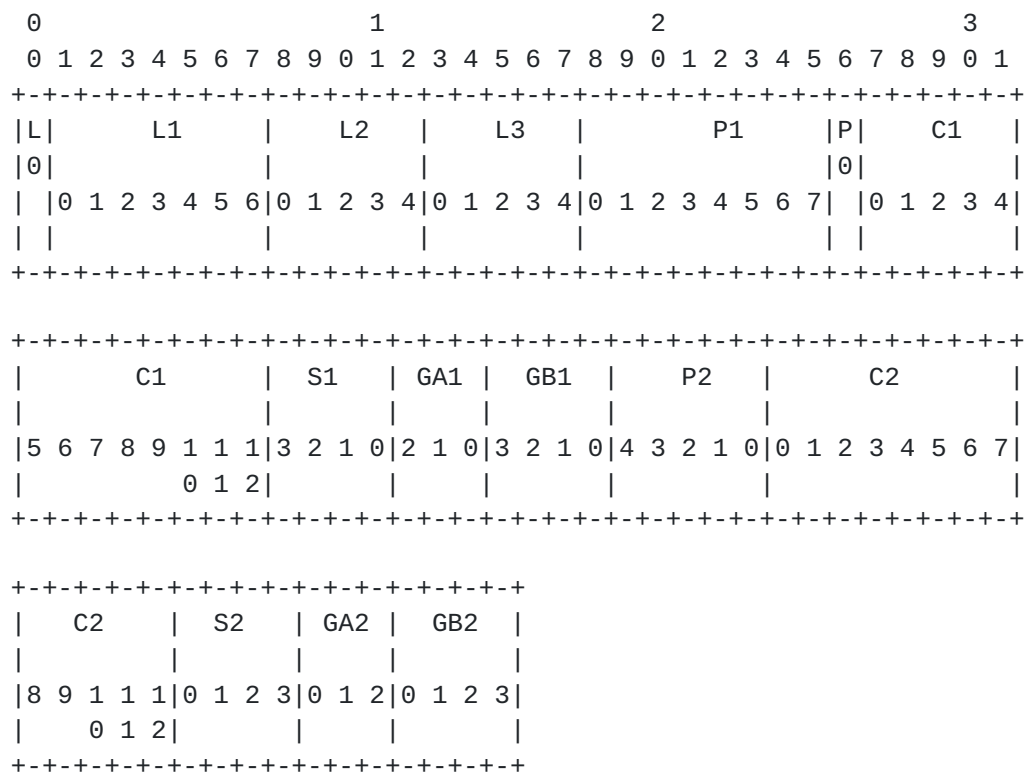 0                     1                 2                   3
 0 1 2 3 4 5 6 7 8 9 0 1 2 3 4 5 6 7 8 9 0 1 2 3 4 5 6 7 8 9 0 1
+-+-+-+-+-+-+-+-+-+-+-+-+-+-+-+-+-+-+-+-+-+-+-+-+-+-+-+-+-+-+-+-+
|L|      L1     |    L2   |    L3   |        P1     |P|    C1   |
|0|             |         |         |               |0|         |
| |0 1 2 3 4 5 6|0 1 2 3 4|0 1 2 3 4|0 1 2 3 4 5 6 7| |0 1 2 3 4|
| |             |         |         |               | |         |
+-+-+-+-+-+-+-+-+-+-+-+-+-+-+-+-+-+-+-+-+-+-+-+-+-+-+-+-+-+-+-+-+

+-+-+-+-+-+-+-+-+-+-+-+-+-+-+-+-+-+-+-+-+-+-+-+-+-+-+-+-+-+-+-+-+
|       C1      |  S1   | GA1 |  GB1  |    P2   |      C2       |
|               |       |     |       |         |               |
|5 6 7 8 9 1 1 1|3 2 1 0|2 1 0|3 2 1 0|4 3 2 1 0|0 1 2 3 4 5 6 7|
|          0 1 2|       |     |       |         |               |
+-+-+-+-+-+-+-+-+-+-+-+-+-+-+-+-+-+-+-+-+-+-+-+-+-+-+-+-+-+-+-+-+

+-+-+-+-+-+-+-+-+-+-+-+-+-+-+-+-+
|   C2    |  S2   | GA2 |  GB2  |
|         |       |     |       |
|8 9 1 1 1|0 1 2 3|0 1 2|0 1 2 3|
|    0 1 2|       |     |       |
+-+-+-+-+-+-+-+-+-+-+-+-+-+-+-+-+